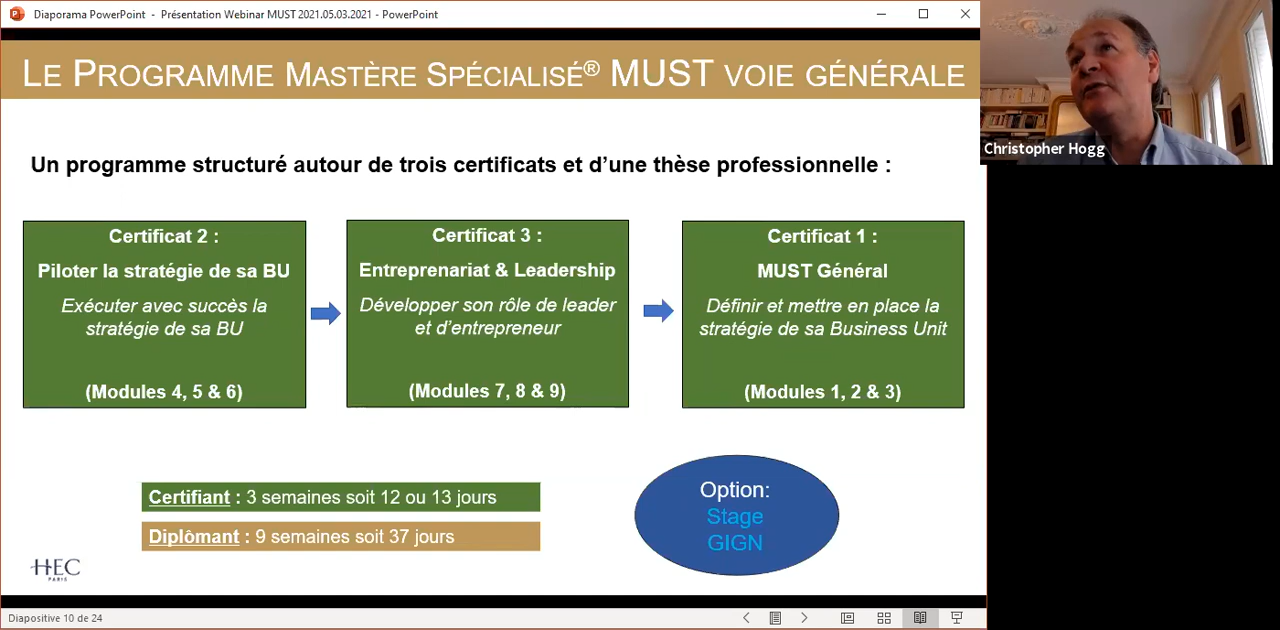 Diaporama PowerPoint - Présentation Webinar MUST 2021.05.03.2021 - PowerPoint
LE PROGRAMME MASTÈRE SPÉCIALISÉ® MUST VOIE GÉNÉRALE
Christopher Hogg
Un programme structuré autour de trois certificats et d'une thèse professionnelle :
Certificat 2 :
Piloter la stratégie de sa BU
Exécuter avec succès la
stratégie de sa BU
(Modules 4, 5 & 6)
Certificat 3 :
Entreprenariat & Leadership
Développer son rôle de leader
et d'entrepreneur
(Modules 7, 8 & 9)
Certificat 1 :
MUST Général
Définir et mettre en place la
stratégie de sa Business Unit
(Modules 1, 2 & 3)
Certifiant : 3 semaines soit 12 ou 13 jours
Diplômant : 9 semaines soit 37 jours
Option:
Stage
GIGN
HEC
PARIS
Diapositive 10 de 24